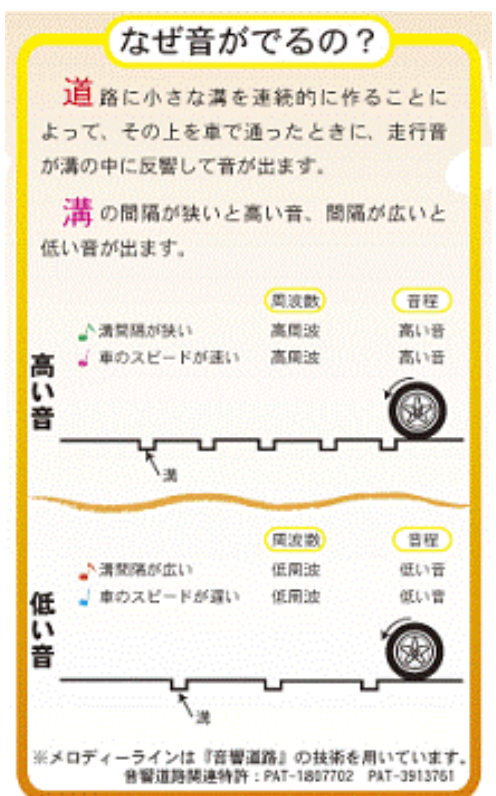 なぜ音がでるの？
道路に小さな溝を連続的に作ることに
よって、その上を車で通ったときに、走行音
が溝の中に反響して音が出ます。
溝の間隔が狭いと高い音、間隔が広いと
低い音が出ます。
周波数 音程
溝間隔が狭い 高周波 高い音
車のスピードが速い 高周波 高い音
高い音
溝
周波数 音程
溝間隔が広い 低周波 低い音
車のスピードが遅い 低周波 低い音
低い音
溝
※メロディーラインは『音響道路』の技術を用いています。
音響道路関連特許：PAT-1807702 PAT-3913761